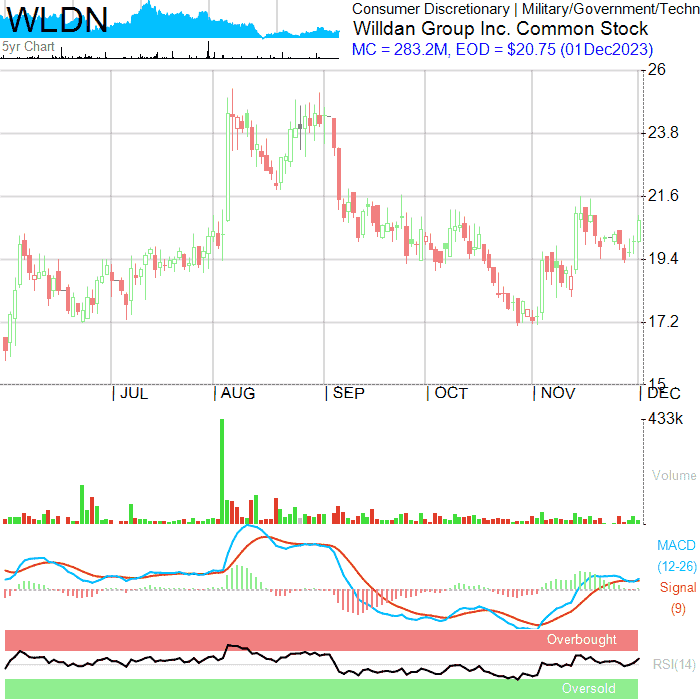 WLDN
5yr Chart
Consumer Discretionary | Military/Government/Techn
Willdan Group Inc. Common Stock
MC = 283.2M, EOD = $20.75 (01Dec2023)
26
23.8
21.6
19.4
17.2
15
JUL
AUG
SEP
OCT
NOV
DEC
433k
Volume
MACD
(12-26)
Signal
(9)
Overbought
RSI(14)
Oversold